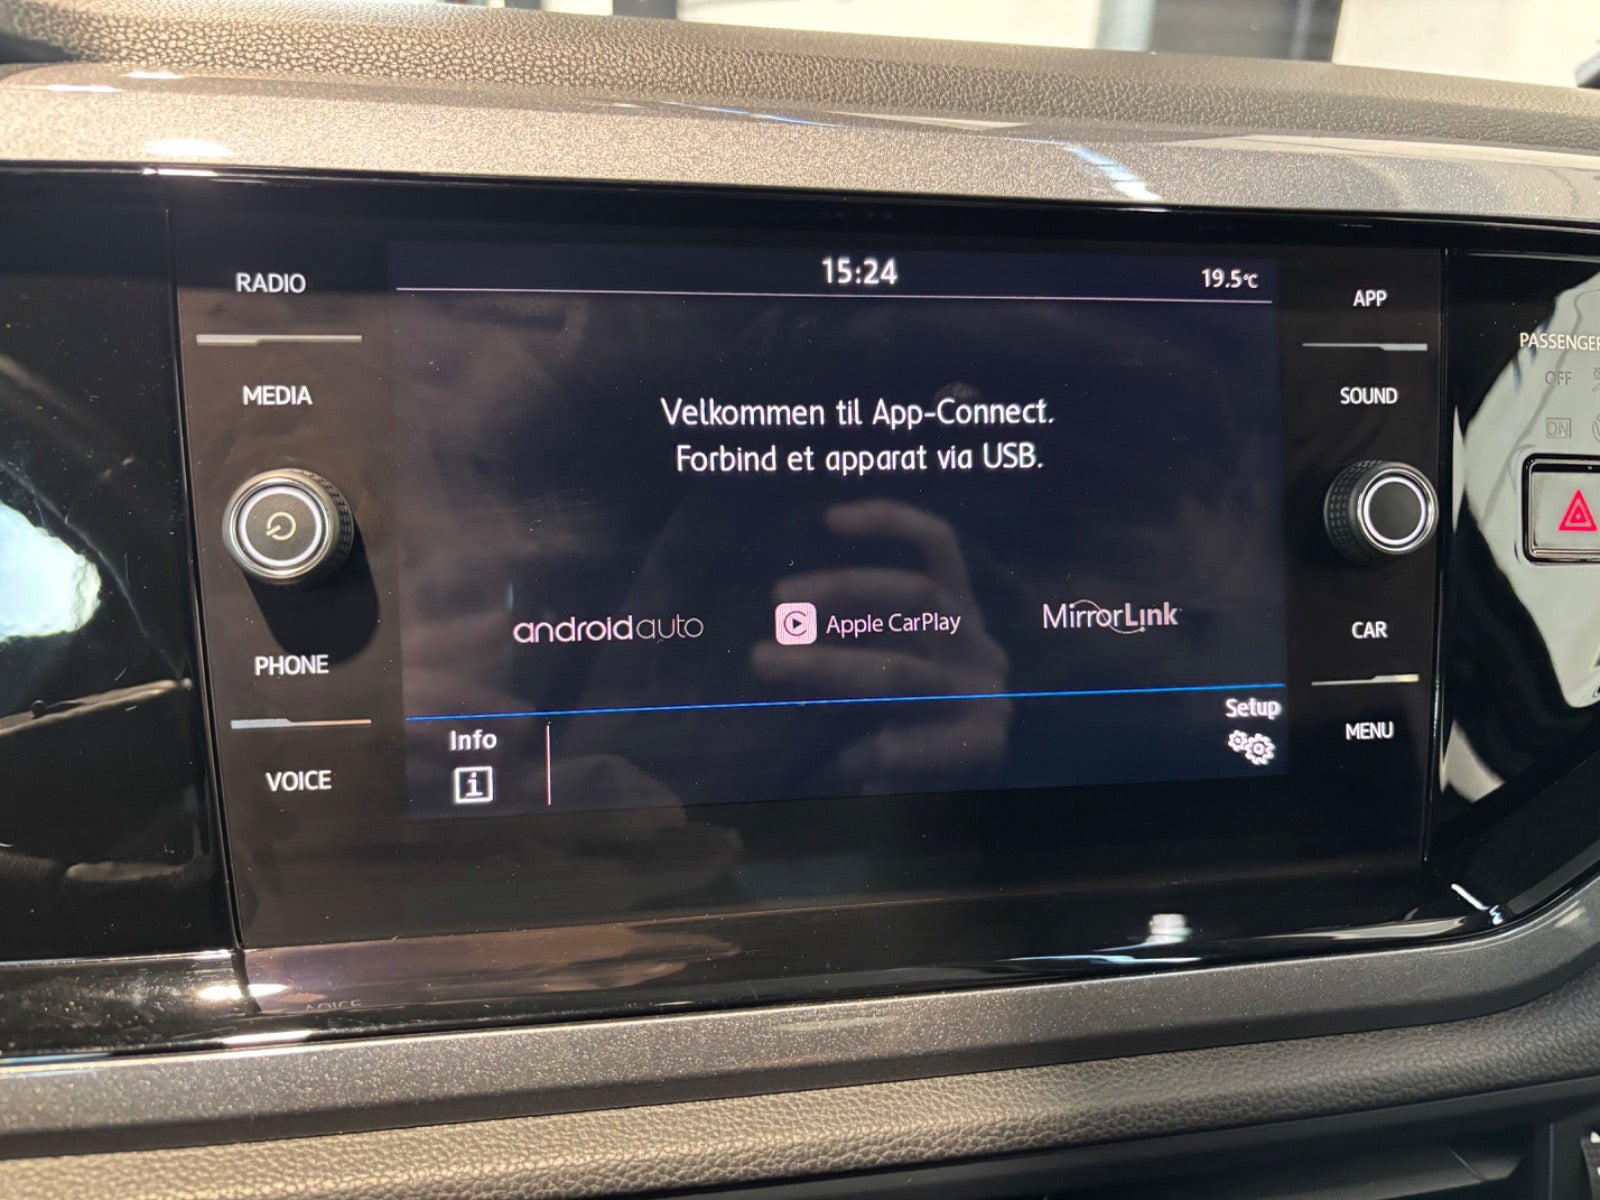 RADIO
MEDIA
PHONE
VOICE
15:24
19.5°C
Velkommen til App-Connect.
Forbind et apparat via USB.
androidauto
Apple CarPlay
MirrorLink
Info
Setup
APP
SOUND
CAR
MENU
PASSENGER
OFF
ON